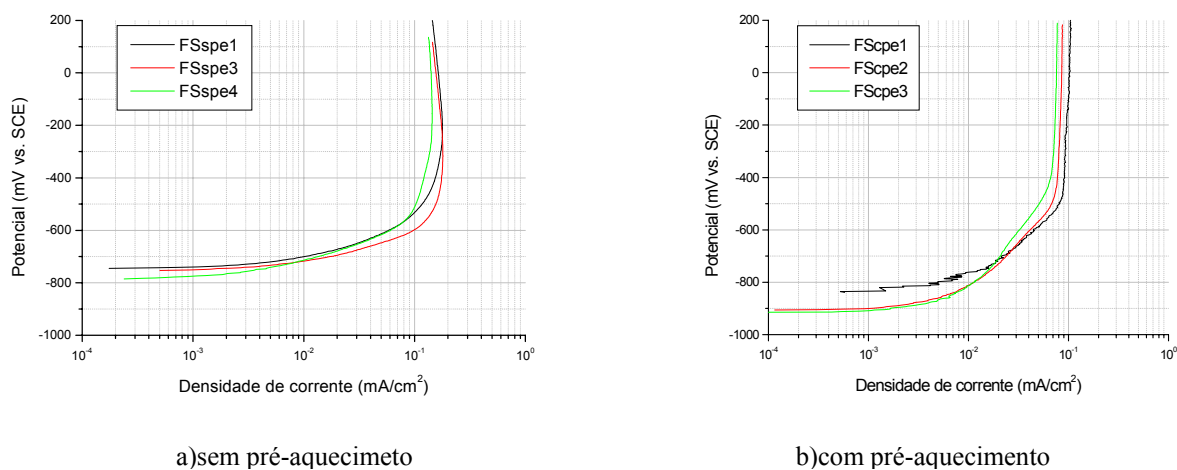 FSspe1
FSspe3
FSspe4
200
0
-200
-400
-600
-800
-1000
Potencial (mV vs. SCE)
10-4
10-3
10-2
10-1
100
Densidade de corrente (mA/cm2)
a)sem pré-aquecimeto
FScpe1
FScpe2
FScpe3
200
0
-200
-400
-600
-800
-1000
Potencial (mV vs. SCE)
10-4
10-3
10-2
10-1
100
Densidade de corrente (mA/cm2)
b)com pré-aquecimento